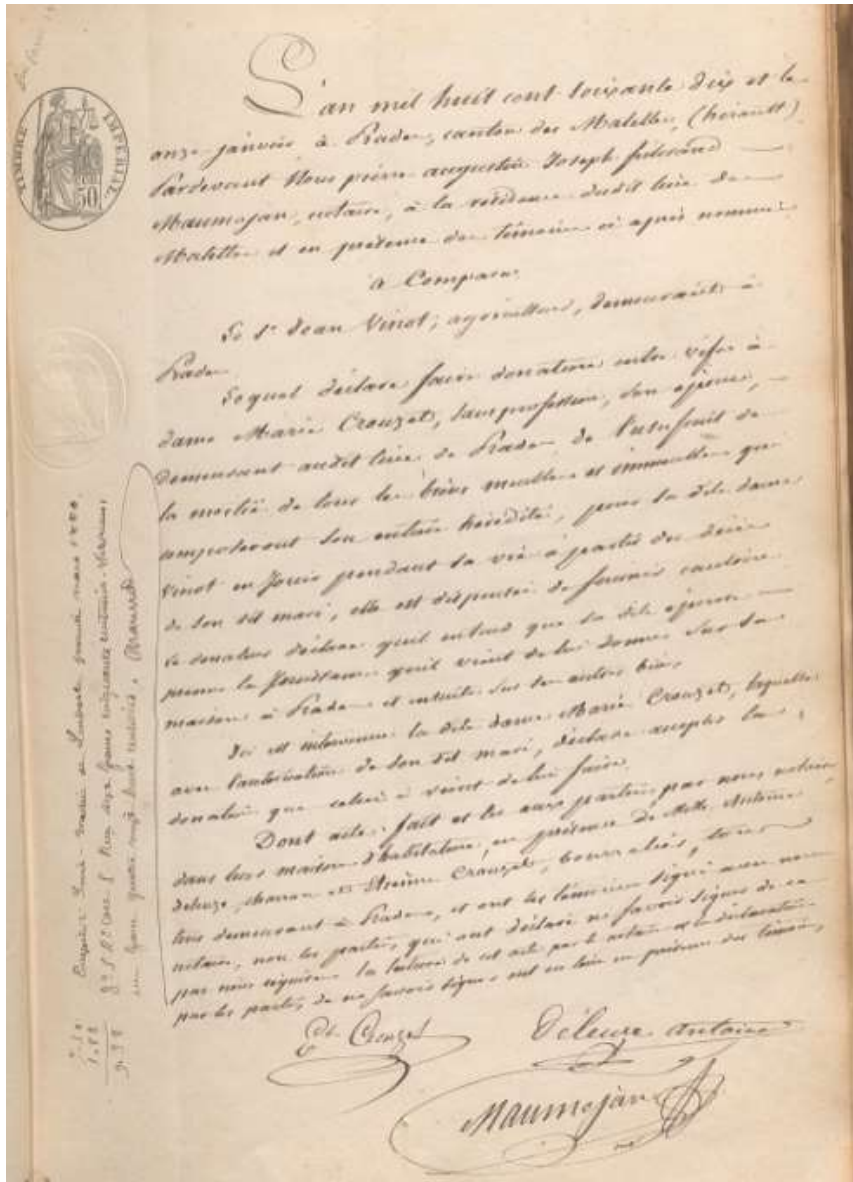 TIMBRE IMPERIAL
50
L'an mil huit cent soixante dix et le
onze janvier à Prades, canton des Matelles, (hérault)
Pardevant Nous pierre augustin Joseph fulcrand
Maumejan, notaire, à la résidence dudit lieu des
Matelles et en présence des témoins ci après nommés
a Comparu
Le Sr Jean Vinot, agriculteur, demeurant à
Prades
Lequel déclare faire donation entre vifs à
dame Marie Crouzet, sans profession, son épouse,
demeurant audit lieu de Prades, de l'usufruit de
la moitié de tous les biens meubles et immeubles qui
composeront son entière hérédité, pour la dite dame
Vinot en Jouir pendant sa vie à partir du décès
de son dit mari, elle est dispensée de fournir caution.
Le donateur déclare qu'il entend que sa dite épouse
prenne la Jouissance qu'il vient de lui donner sur sa
maison à Prades et ensuite sur ses autres biens
Ici est intervenue la dite dame Marie Crouzet, laquelle
avec l'autorisation de son dit mari, déclare accepter la
donation que celui ci vient de lui faire.
Dont acte, fait et lu aux parties par nous notaire
dans leur maison d'habitation, en présence de Antoine
Deleuze, charron et Etienne Crouzet, bourrelier, tous
deux demeurant à Prades, et ont les témoins signé avec nous
notaire, non les parties, qui ont déclaré ne savoir signer de ce
par nous requises. la lecture de cet acte par le notaire et la déclaration
par les parties de ne savoir signer ont eu lieu en présence des témoins,
Et. Crouzet
Déleuze antoine
Maumejan